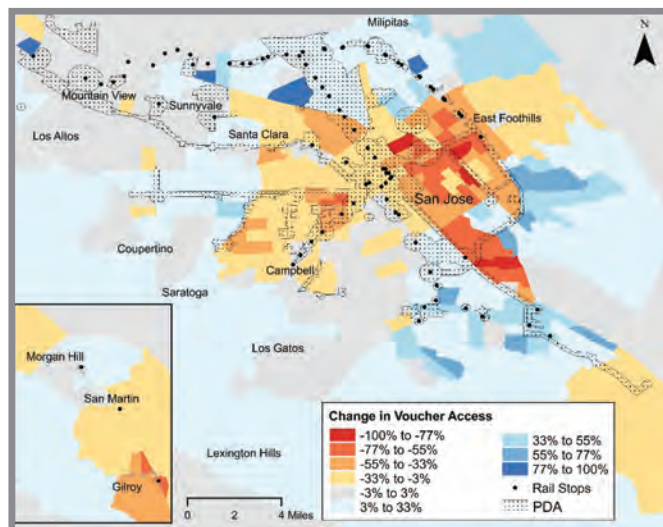 Milipitas
N
Mountain View
Sunnyvale
East Foothills
Los Altos
Santa Clara
San Jose
Coupertino
Campbell
Saratoga
Morgan Hill
Los Gatos
San Martin
Lexington Hills
Gilroy
0 2 4 Miles
Change in Voucher Access
-100% to -77%
-77% to -55%
-55% to -33%
-33% to -3%
-3% to 3%
3% to 33%
33% to 55%
55% to 77%
77% to 100%
Rail Stops
PDA